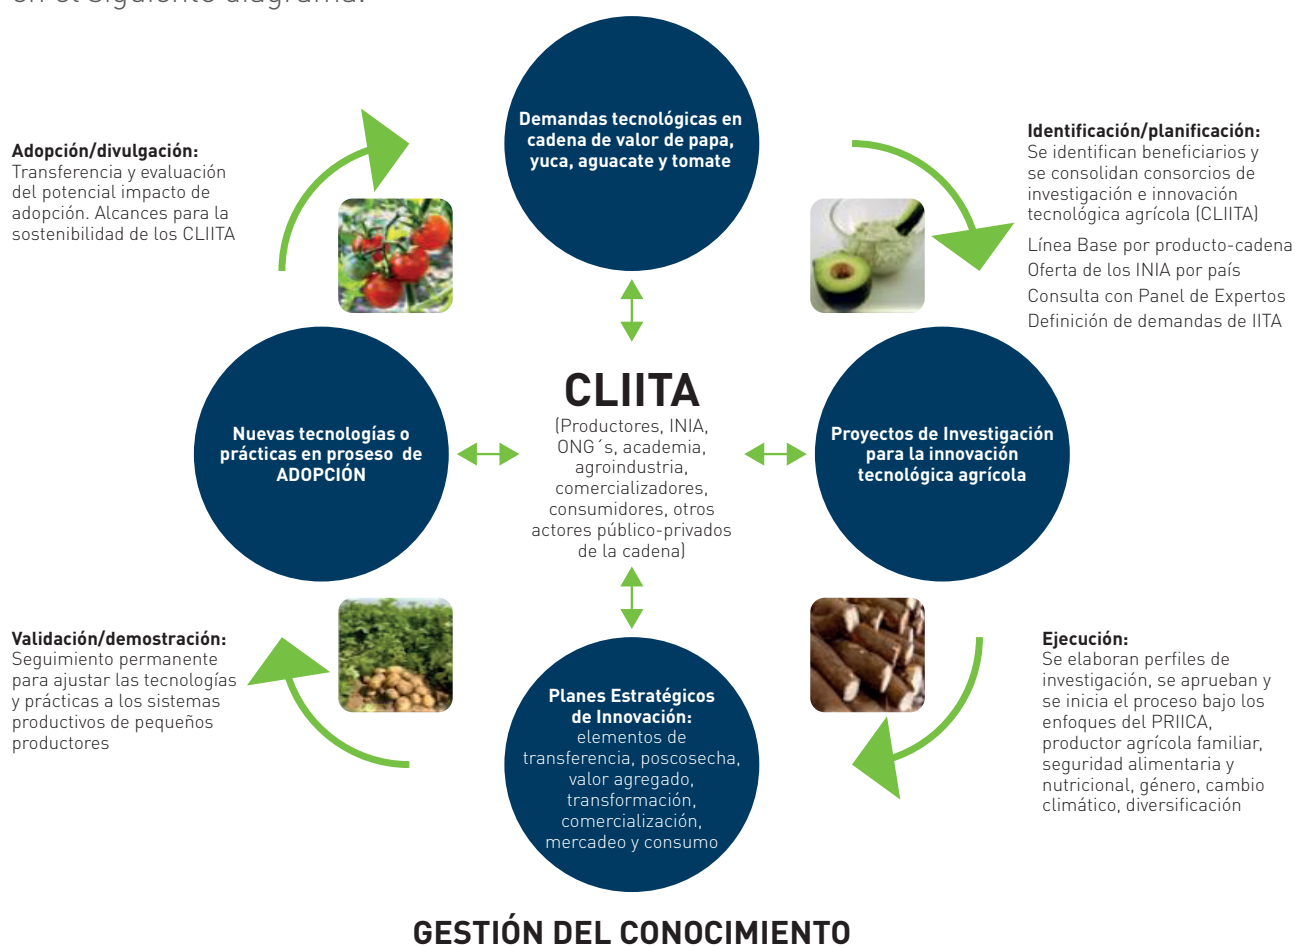 en el siguiente diagrama:
Demandas tecnológicas en
cadena de valor de papa,
yuca, aguacate y tomate
Identificación/planificación:
Se identifican beneficiarios y
se consolidan consorcios de
investigación e innovación
tecnológica agrícola (CLIITA)
Línea Base por producto-cadena
Oferta de los INIA por país
Consulta con Panel de Expertos
Definición de demandas de IITA
Adopción/divulgación:
Transferencia y evaluación
del potencial impacto de
adopción. Alcances para la
sostenibilidad de los CLIITA
Nuevas tecnologías o
prácticas en proseso de
ADOPCIÓN
CLIITA
(Productores, INIA,
ONG´s, academia,
agroindustria,
comercializadores,
consumidores, otros
actores público-privados
de la cadena)
Proyectos de Investigación
para la innovación
tecnológica agrícola
Validación/demostración:
Seguimiento permanente
para ajustar las tecnologías
y prácticas a los sistemas
productivos de pequeños
productores
Planes Estratégicos
de Innovación:
elementos de
transferencia, poscosecha,
valor agregado,
transformación,
comercialización,
mercadeo y consumo
Ejecución:
Se elaboran perfiles de
investigación, se aprueban y
se inicia el proceso bajo los
enfoques del PRIICA,
productor agrícola familiar,
seguridad alimentaria y
nutricional, género, cambio
climático, diversificación
GESTIÓN DEL CONOCIMIENTO